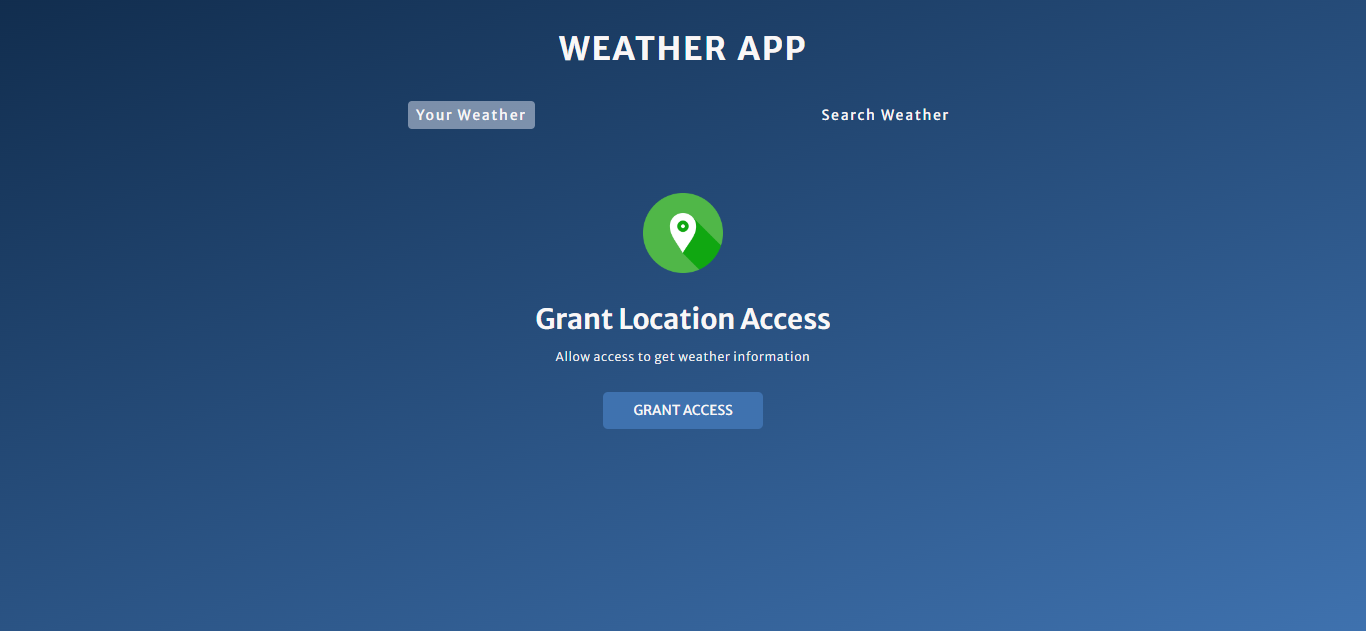 WEATHER APP
Your Weather
Search Weather
Grant Location Access
Allow access to get weather information
GRANT ACCESS